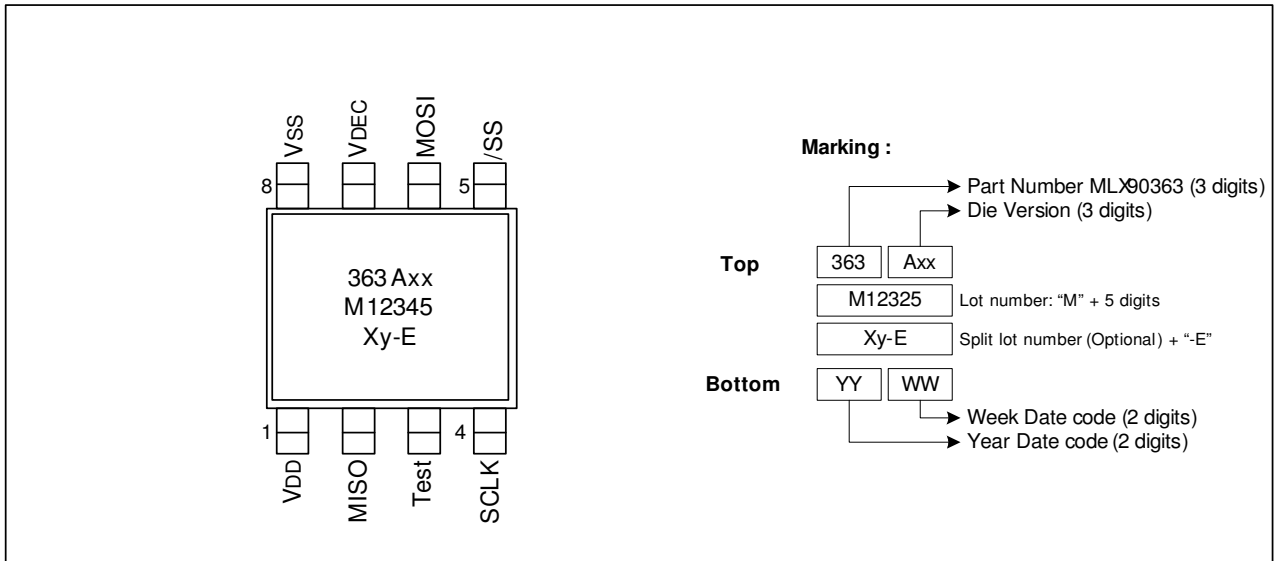 VSS
VDEC
MOSI
/SS
8
5
363 Axx
M12345
Xy-E
1
4
VDD
MISO
Test
SCLK
Marking :
Part Number MLX90363 (3 digits)
Die Version (3 digits)
Top
363 Axx
M12325 Lot number: “M” + 5 digits
Xy-E Split lot number (Optional) + “-E”
Bottom
YY WW
Week Date code (2 digits)
Year Date code (2 digits)